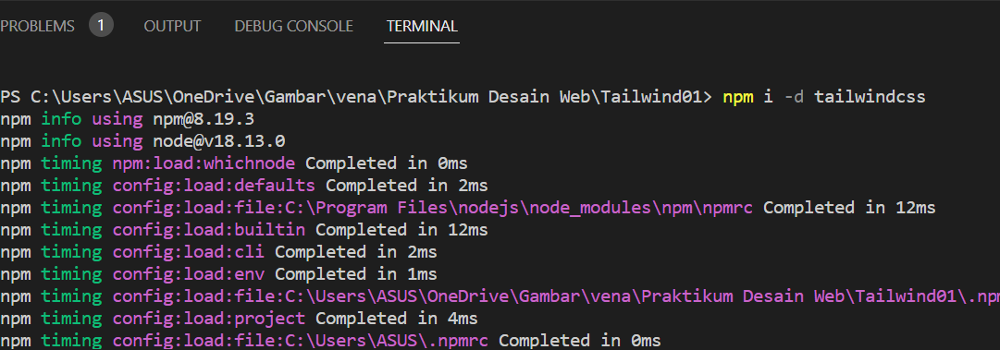 PROBLEMS 1 OUTPUT DEBUG CONSOLE TERMINAL
PS C:\Users\ASUS\OneDrive\Gambar\vena\Praktikum Desain Web\Tailwind01> npm i -d tailwindcss
npm info using npm@8.19.3
npm info using node@v18.13.0
npm timing npm:load:whichnode Completed in 0ms
npm timing config:load:defaults Completed in 2ms
npm timing config:load:file:C:\Program Files\nodejs\node_modules\npm\npmrc Completed in 12ms
npm timing config:load:builtin Completed in 12ms
npm timing config:load:cli Completed in 2ms
npm timing config:load:env Completed in 1ms
npm timing config:load:file:C:\Users\ASUS\OneDrive\Gambar\vena\Praktikum Desain Web\Tailwind01\.npm
npm timing config:load:project Completed in 4ms
npm timing config:load:file:C:\Users\ASUS\.npmrc Completed in 0ms